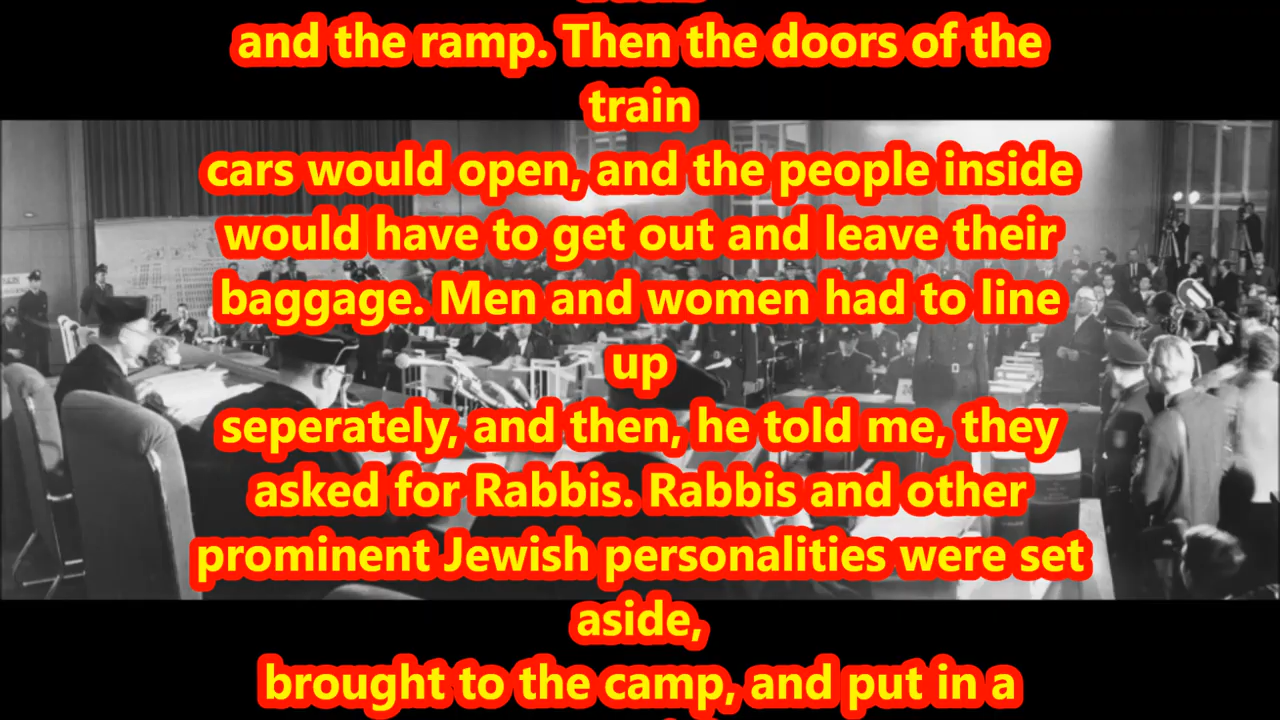 and the ramp. Then the doors of the
train
cars would open, and the people inside
would have to get out and leave their
baggage. Men and women had to line
up
seperately, and then, he told me, they
asked for Rabbis. Rabbis and other
prominent Jewish personalities were set
aside,
brought to the camp, and put in a